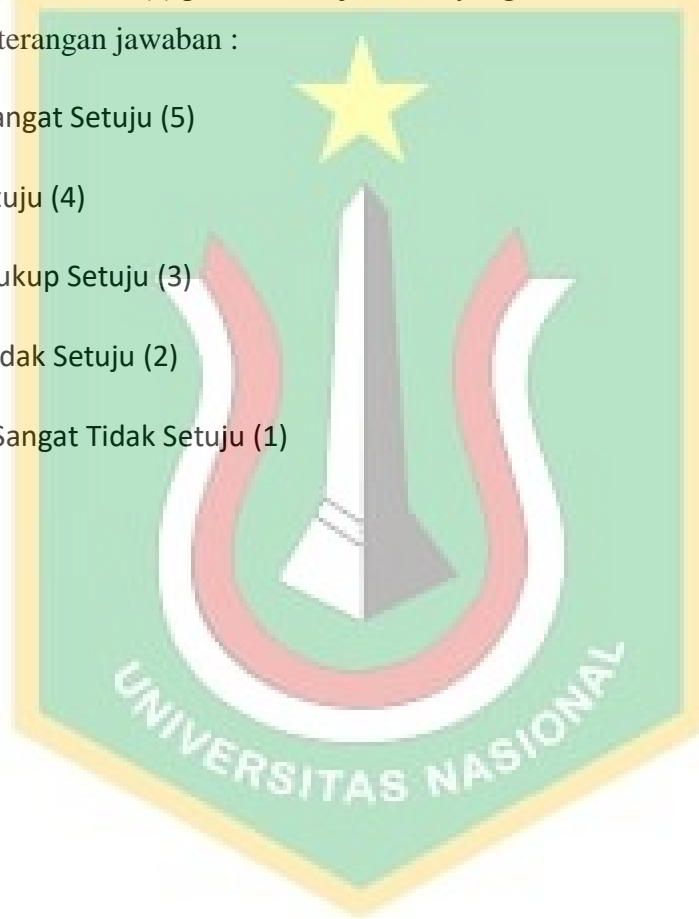 terangan jawaban :
angat Setuju (5)
tuju (4)
ukup Setuju (3)
dak Setuju (2)
Sangat Tidak Setuju (1)
UNIVERSITAS NASIONAL